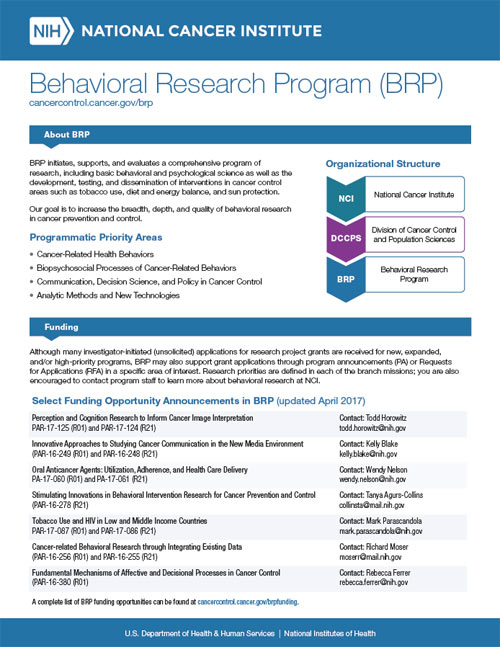 NIH NATIONAL CANCER INSTITUTE
Behavioral Research Program (BRP)
cancercontrol.cancer.gov/brp
About BRP
BRP initiates, supports, and evaluates a comprehensive program of
research, including basic behavioral and psychological science as well as the
development, testing, and dissemination of interventions in cancer control
areas such as tobacco use, diet and energy balance, and sun protection.
Our goal is to increase the breadth, depth, and quality of behavioral research
in cancer prevention and control.
Programmatic Priority Areas
• Cancer-Related Health Behaviors
• Biopsychosocial Processes of Cancer-Related Behaviors
• Communication, Decision Science, and Policy in Cancer Control
• Analytic Methods and New Technologies
Organizational Structure
NCI
National Cancer Institute
DCCPS
Division of Cancer Control
and Population Sciences
BRP
Behavioral Research
Program
Funding
Although many investigator-initiated (unsolicited) applications for research project grants are received for new, expanded,
and/or high-priority programs, BRP may also support grant applications through program announcements (PA) or Requests
for Applications (RFA) in a specific area of interest. Research priorities are defined in each of the branch missions; you are also
encouraged to contact program staff to learn more about behavioral research at NCI.
Select Funding Opportunity Announcements in BRP (updated April 2017)
Perception and Cognition Research to Inform Cancer Image Interpretation
PAR-17-125 (R01) and PAR-17-124 (R21)
Contact: Todd Horowitz
todd.horowitz@nih.gov
Innovative Approaches to Studying Cancer Communication in the New Media Environment
(PAR-16-249 (R01) and PAR-16-248 (R21)
Contact: Kelly Blake
kelly.blake@nih.gov
Oral Anticancer Agents: Utilization, Adherence, and Health Care Delivery
PA-17-060 (R01) and PA-17-061 (R21)
Contact: Wendy Nelson
wendy.nelson@nih.gov
Stimulating Innovations in Behavioral Intervention Research for Cancer Prevention and Control
(PAR-16-278 (R21)
Contact: Tanya Agurs-Collins
collinsta@mail.nih.gov
Tobacco Use and HIV in Low and Middle Income Countries
PAR-17-087 (R01) and PAR-17-086 (R21)
Contact: Mark Parascandola
mark.parascandola@nih.gov
Cancer-related Behavioral Research through Integrating Existing Data
(PAR-16-256 (R01) and PAR-16-255 (R21)
Contact: Richard Moser
moserr@mail.nih.gov
Fundamental Mechanisms of Affective and Decisional Processes in Cancer Control
(PAR-16-380 (R01)
Contact: Rebecca Ferrer
rebecca.ferrer@nih.gov
A complete list of BRP funding opportunities can be found at cancercontrol.cancer.gov/brpfunding.
U.S. Department of Health & Human Services | National Institutes of Health